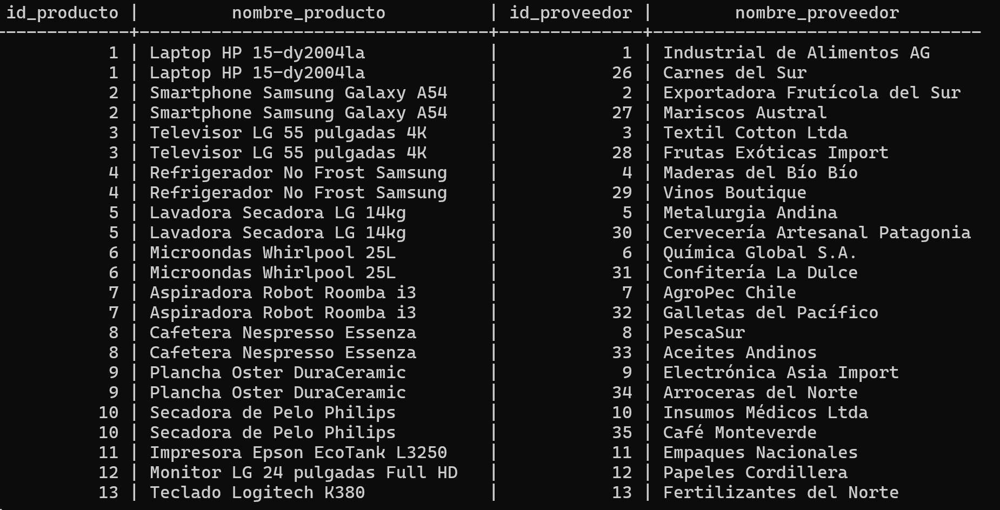 id_producto | nombre_producto | id_proveedor | nombre_proveedor
-------------+----------------------------------+--------------+--------------------------------
1 | Laptop HP 15-dy2004la | 1 | Industrial de Alimentos AG
1 | Laptop HP 15-dy2004la | 26 | Carnes del Sur
2 | Smartphone Samsung Galaxy A54 | 2 | Exportadora Frutícola del Sur
2 | Smartphone Samsung Galaxy A54 | 27 | Mariscos Austral
3 | Televisor LG 55 pulgadas 4K | 3 | Textil Cotton Ltda
3 | Televisor LG 55 pulgadas 4K | 28 | Frutas Exóticas Import
4 | Refrigerador No Frost Samsung | 4 | Maderas del Bío Bío
4 | Refrigerador No Frost Samsung | 29 | Vinos Boutique
5 | Lavadora Secadora LG 14kg | 5 | Metalurgia Andina
5 | Lavadora Secadora LG 14kg | 30 | Cervecería Artesanal Patagonia
6 | Microondas Whirlpool 25L | 6 | Química Global S.A.
6 | Microondas Whirlpool 25L | 31 | Confitería La Dulce
7 | Aspiradora Robot Roomba i3 | 7 | AgroPec Chile
7 | Aspiradora Robot Roomba i3 | 32 | Galletas del Pacífico
8 | Cafetera Nespresso Essenza | 8 | PescaSur
8 | Cafetera Nespresso Essenza | 33 | Aceites Andinos
9 | Plancha Oster DuraCeramic | 9 | Electrónica Asia Import
9 | Plancha Oster DuraCeramic | 34 | Arroceras del Norte
10 | Secadora de Pelo Philips | 10 | Insumos Médicos Ltda
10 | Secadora de Pelo Philips | 35 | Café Monteverde
11 | Impresora Epson EcoTank L3250 | 11 | Empaques Nacionales
12 | Monitor LG 24 pulgadas Full HD | 12 | Papeles Cordillera
13 | Teclado Logitech K380 | 13 | Fertilizantes del Norte